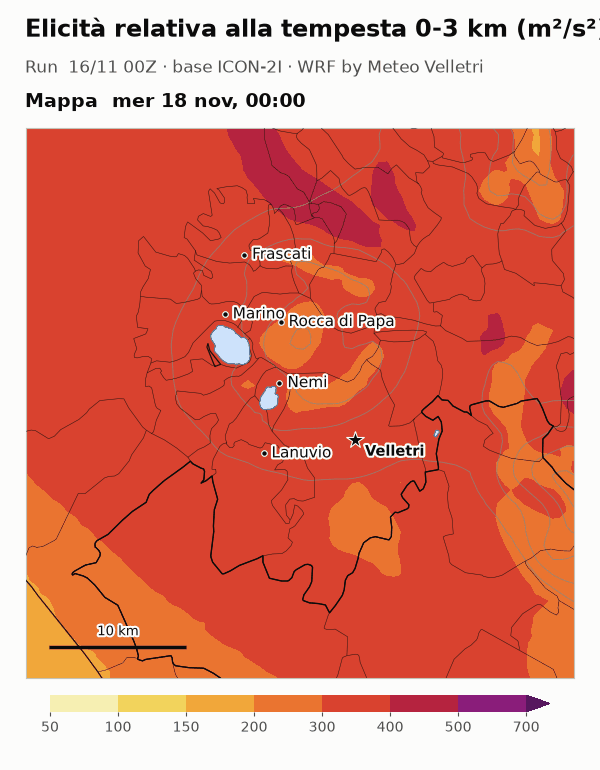 Elicità relativa alla tempesta 0-3 km (m²/s²)
Run  16/11 00Z · base ICON-2I · WRF by Meteo Velletri
Mappa  mer 18 nov, 00:00
Frascati
Marino
Rocca di Papa
Nemi
Velletri
Lanuvio
10 km
50 100 150 200 300 400 500 700